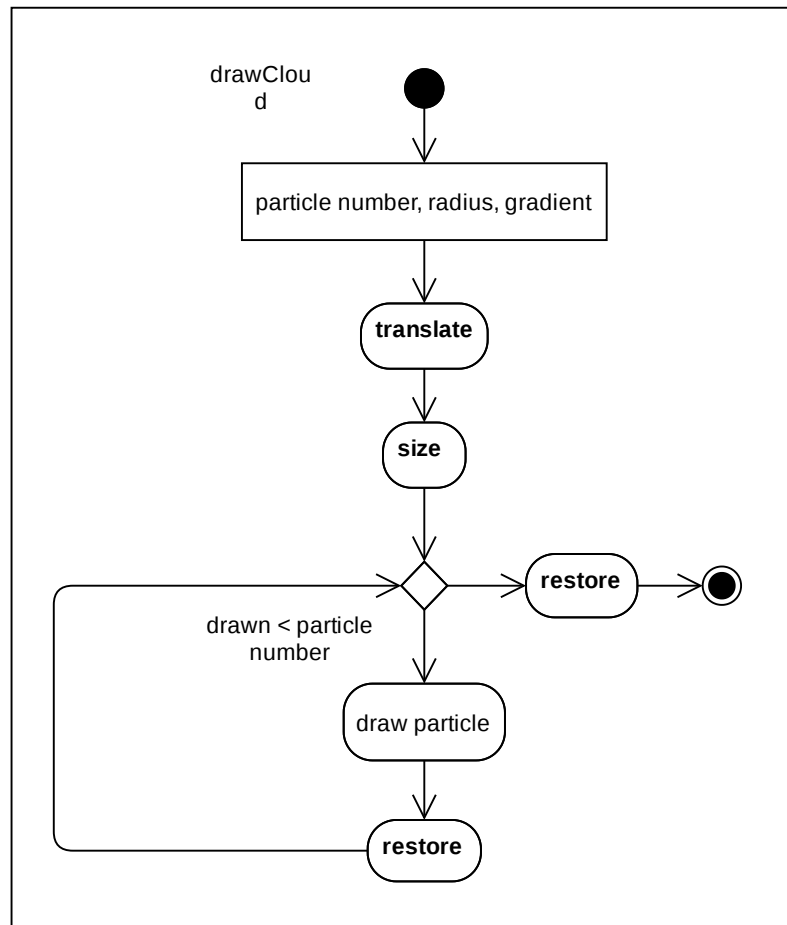 drawClou
d
particle number, radius, gradient
translate
size
restore
drawn < particle
number
draw particle
restore